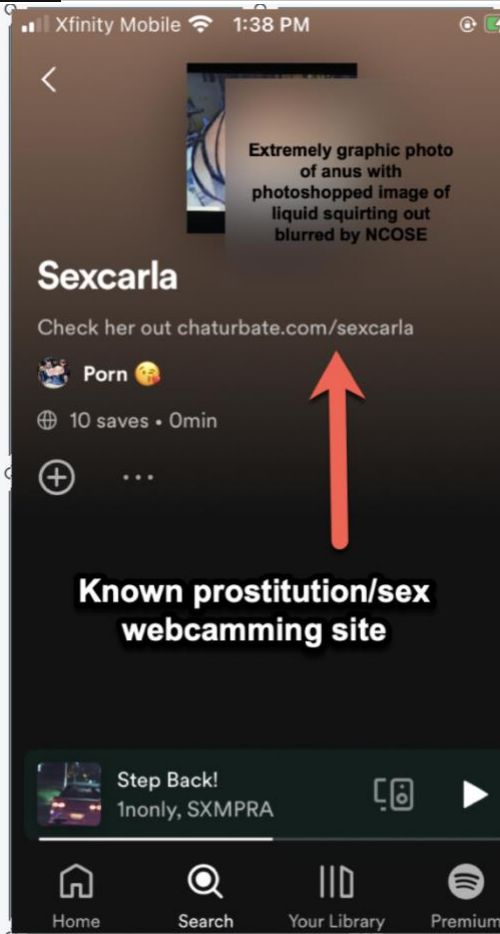 Xfinity Mobile 1:38 PM
Extremely graphic photo
of anus with
photoshopped image of
liquid squirting out
blurred by NCOSE
Sexcarla
Check her out chaturbate.com/sexcarla
Porn 😘
10 saves • 0min
Known prostitution/sex
webcamming site
Step Back!
1nonly, SXMPRA
Home Search Your Library Premium